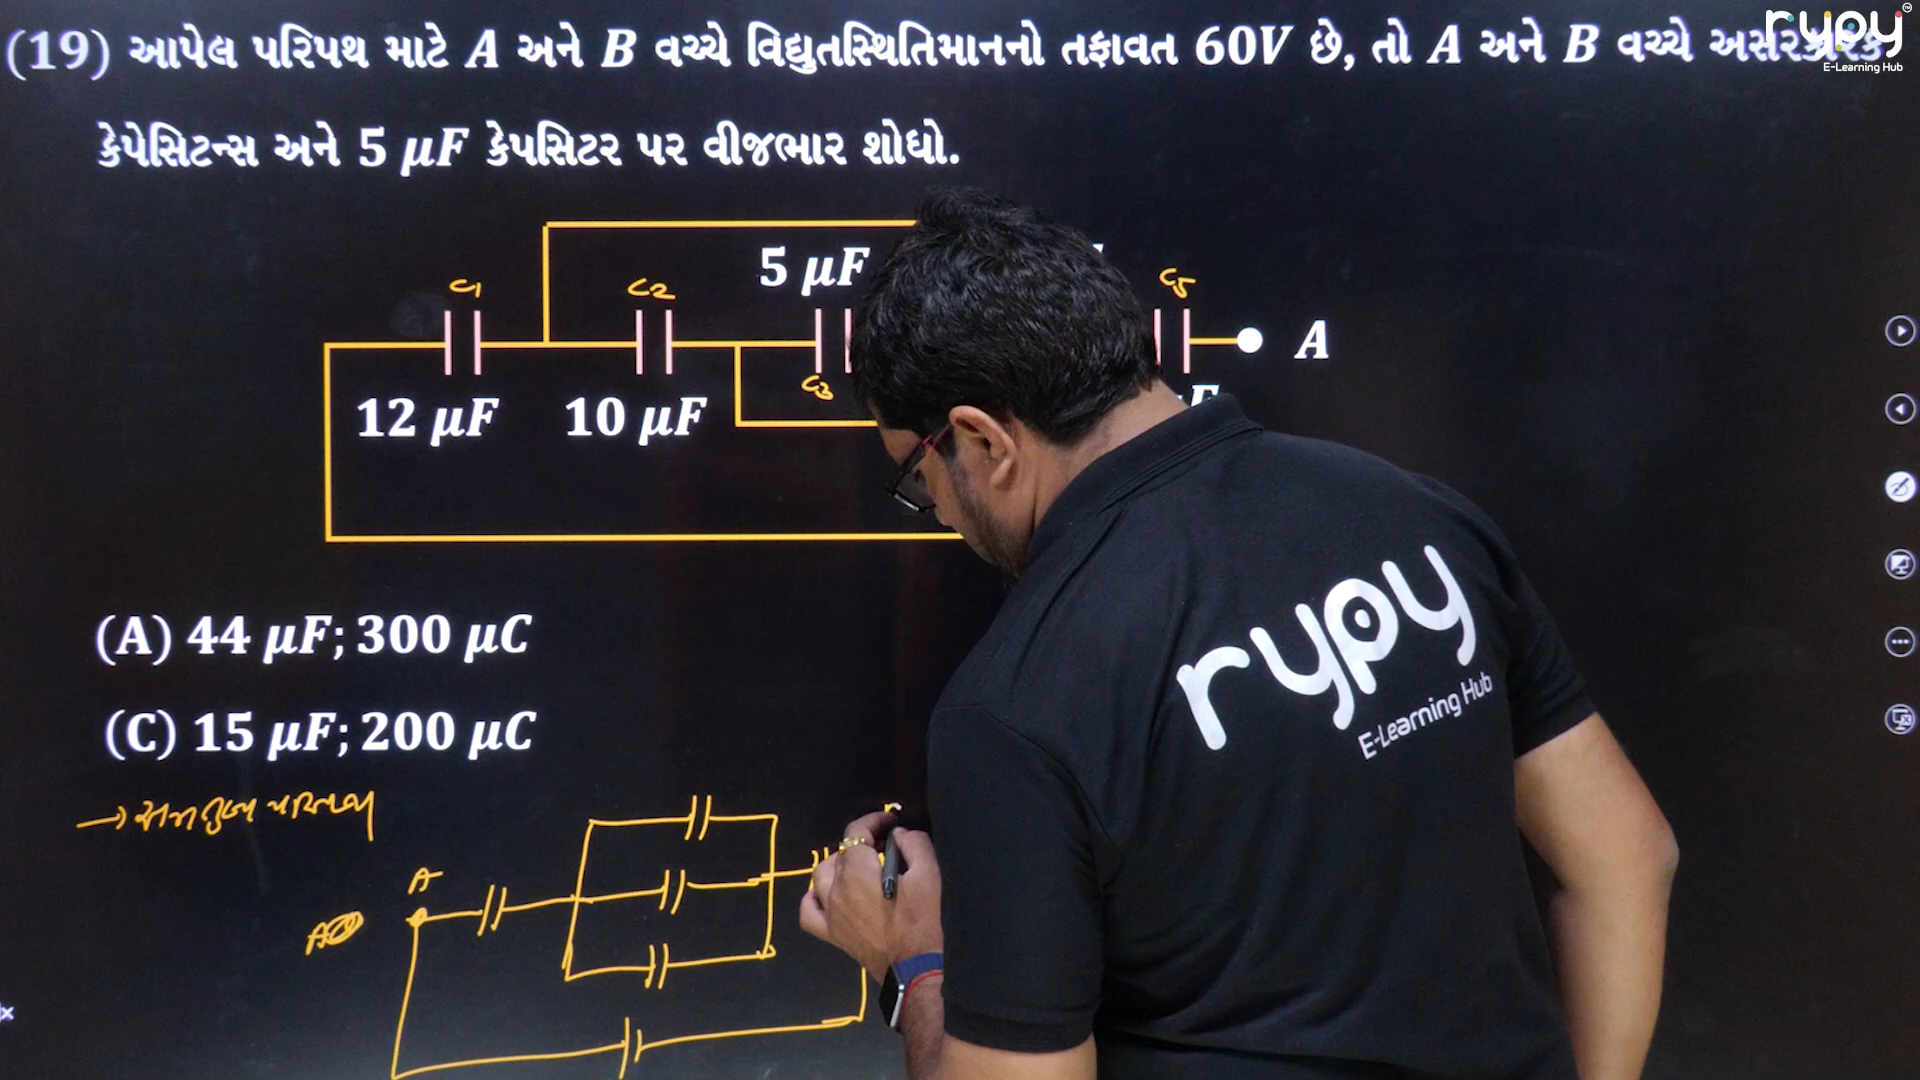 (19) આપેલ પરિપથ માટે A અને B વચ્ચે વિદ્યુતસ્થિતિમાનનો તફાવત 60V છે, તો A અને B વચ્ચે અસરકારક
rypy
E-Learning Hub
કેપેસિટન્સ અને 5 μF કેપસિટર પર વીજભાર શોધો.
5 μF
C1
C2
C5
A
C3
12 μF
10 μF
F
(A) 44 μF; 300 μC
(C) 15 μF; 200 μC
rypy
E-Learning Hub
A